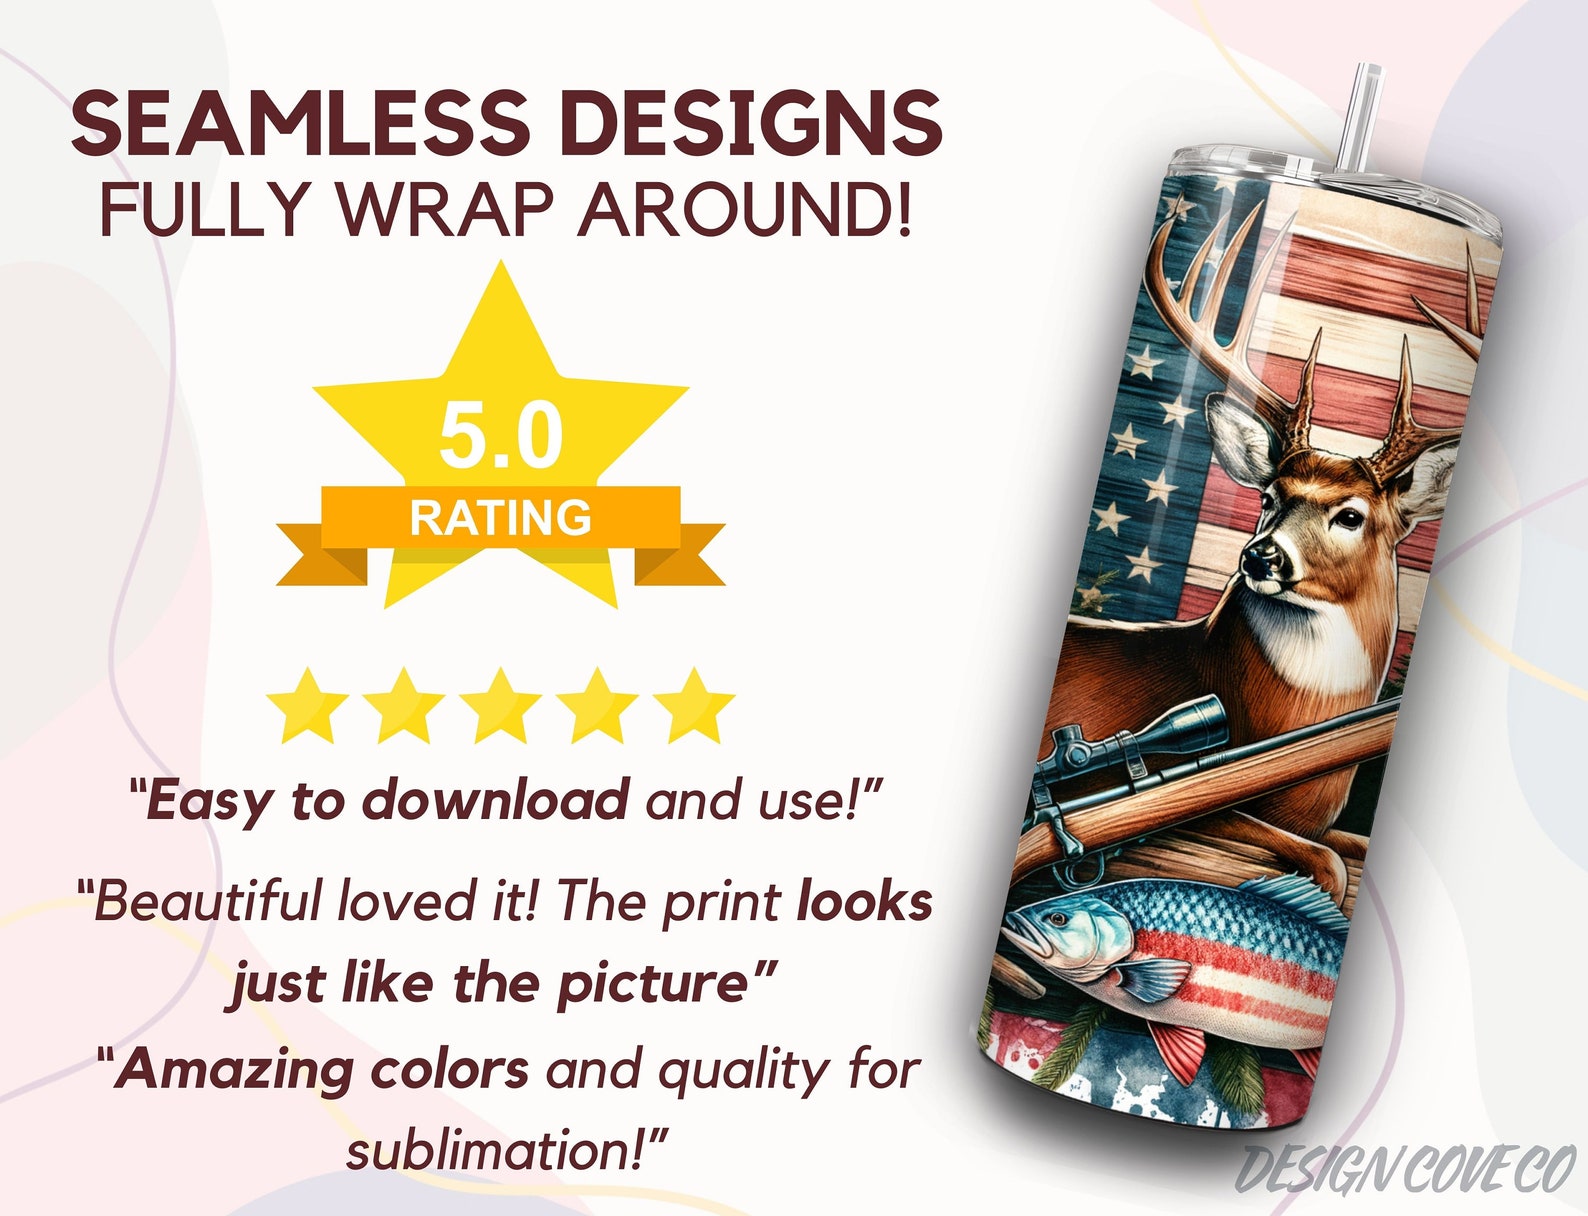 SEAMLESS DESIGNS
FULLY WRAP AROUND!
5.0
RATING
“Easy to download and use!”
“Beautiful loved it! The print looks
just like the picture”
“Amazing colors and quality for
sublimation!”
DESIGN COVE CO